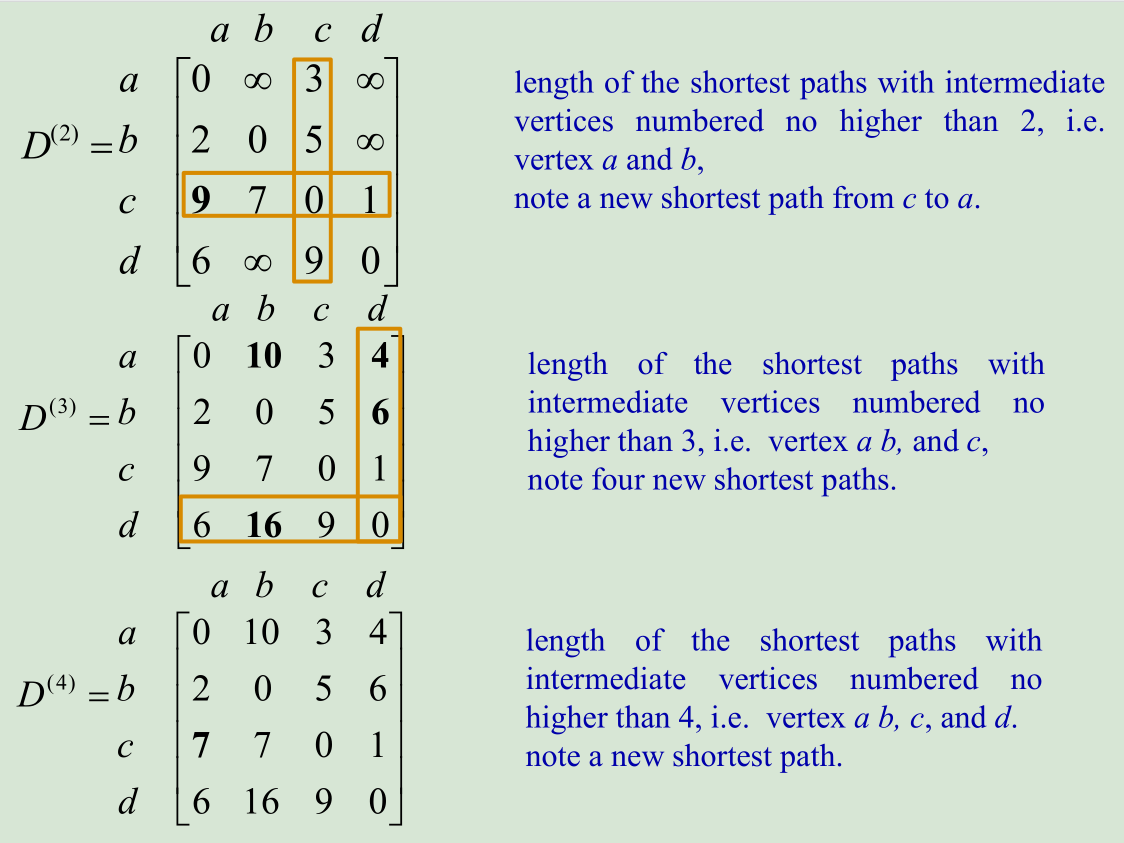 a b c d
a 0 ∞ 3 ∞
D(2) = b 2 0 5 ∞
c 9 7 0 1
d 6 ∞ 9 0
length of the shortest paths with intermediate
vertices numbered no higher than 2, i.e.
vertex a and b,
note a new shortest path from c to a.
a b c d
a 0 10 3 4
D(3) = b 2 0 5 6
c 9 7 0 1
d 6 16 9 0
length of the shortest paths with
intermediate vertices numbered no
higher than 3, i.e. vertex a b, and c,
note four new shortest paths.
a b c d
a 0 10 3 4
D(4) = b 2 0 5 6
c 7 7 0 1
d 6 16 9 0
length of the shortest paths with
intermediate vertices numbered no
higher than 4, i.e. vertex a b, c, and d.
note a new shortest path.